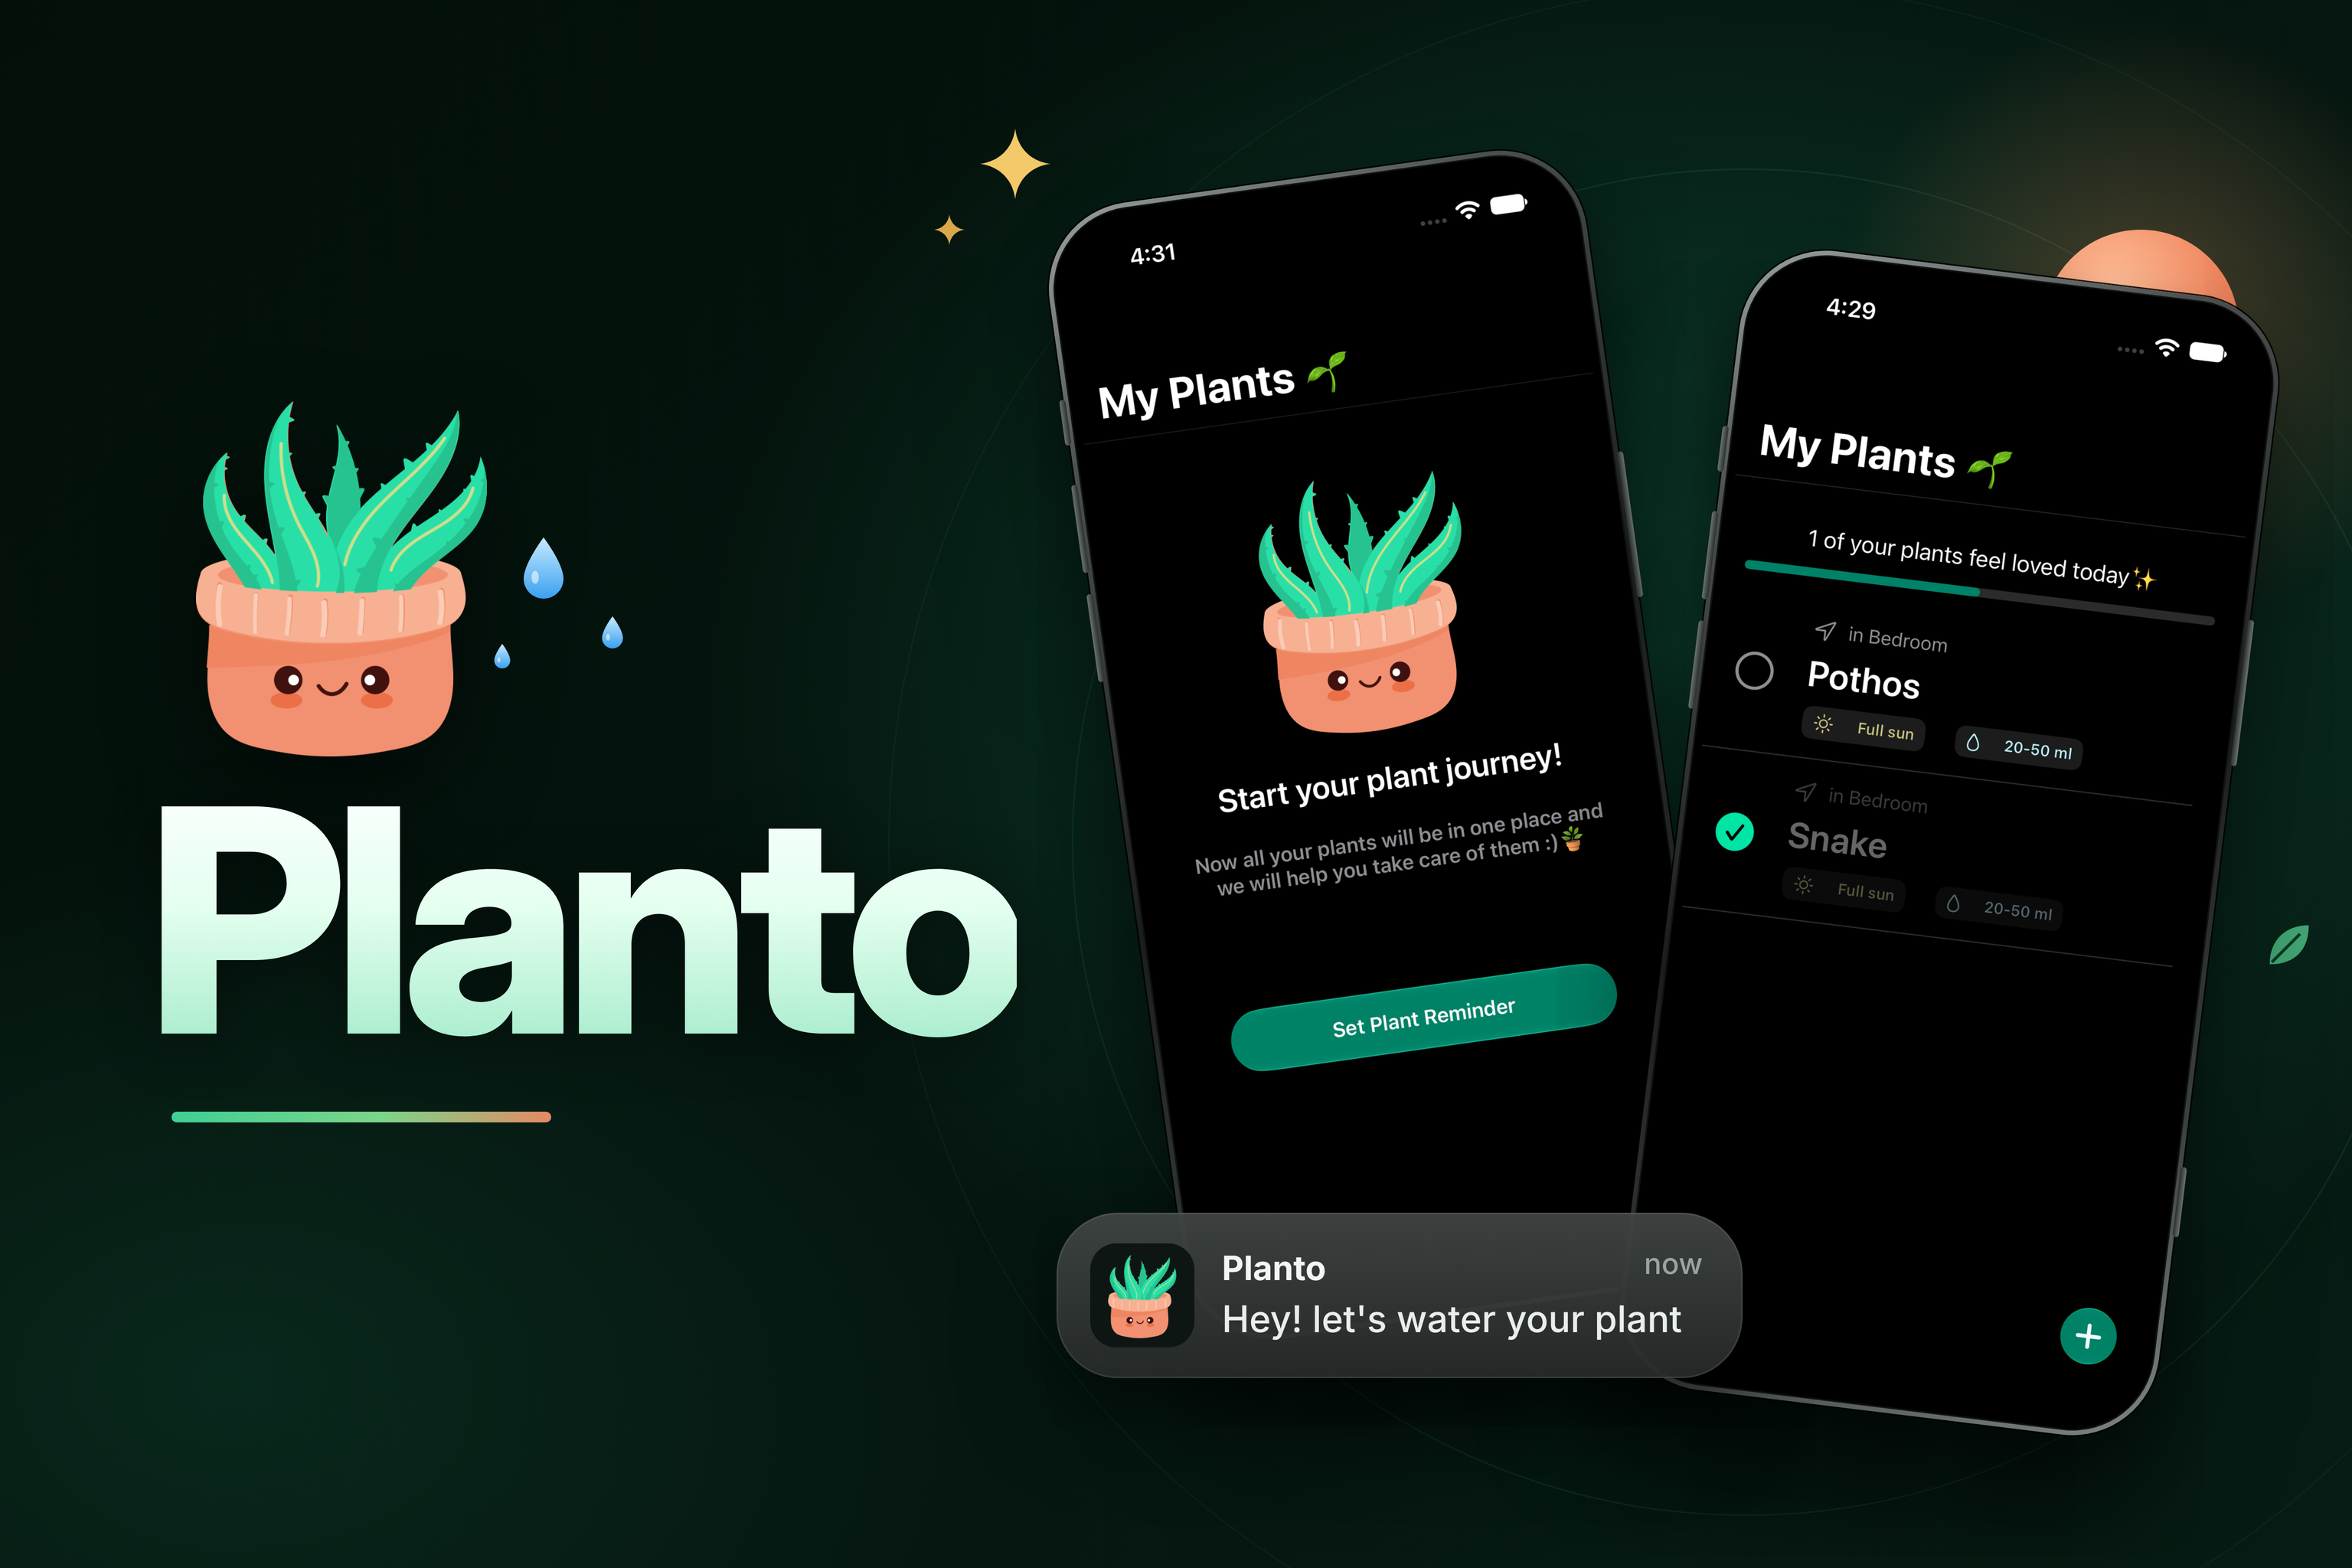 Planto
4:31
My Plants 🌱
Start your plant journey!
Now all your plants will be in one place and
we will help you take care of them :)🪴
Set Plant Reminder
4:29
My Plants 🌱
1 of your plants feel loved today✨
in Bedroom
Pothos
Full sun 20-50 ml
in Bedroom
Snake
Full sun 20-50 ml
Planto now
Hey! let's water your plant